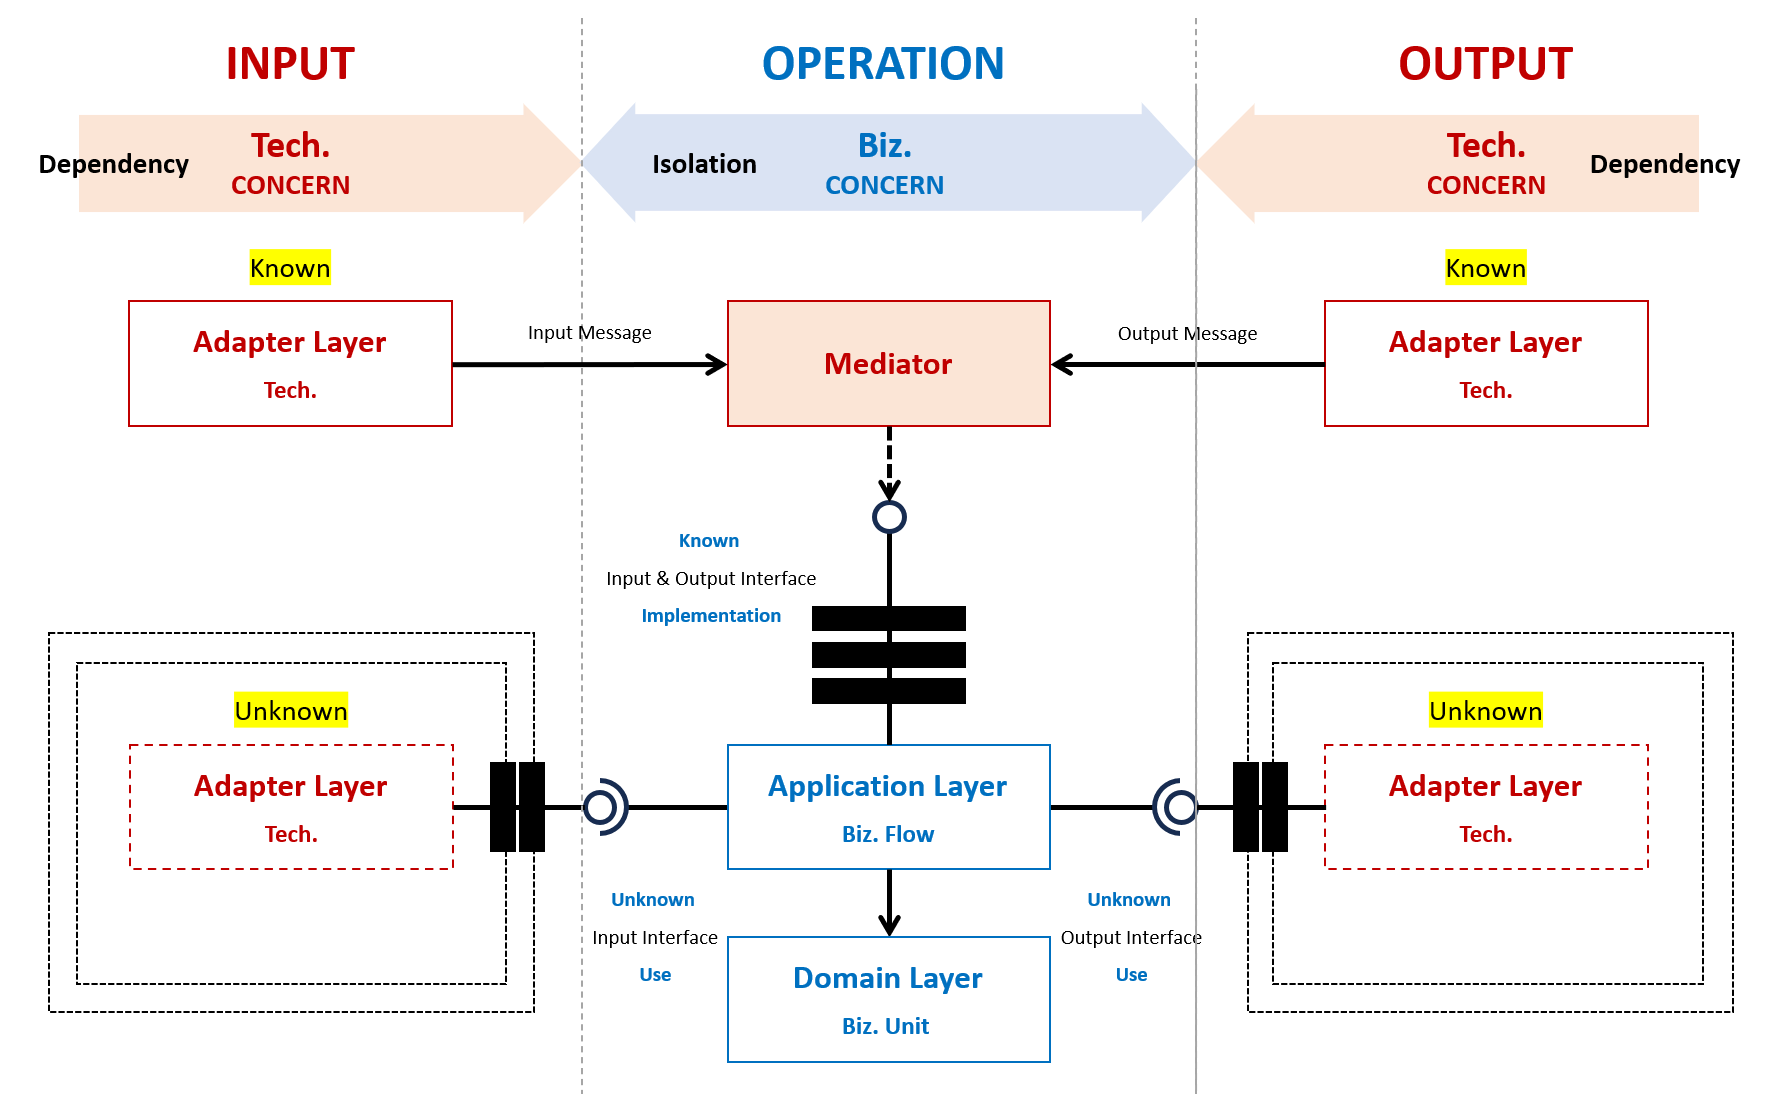 INPUT
OPERATION
OUTPUT
Tech.
Dependency
CONCERN
Biz.
Isolation
CONCERN
Tech.
Dependency
CONCERN
Known
Known
Adapter Layer
Tech.
Input Message
Mediator
Output Message
Adapter Layer
Tech.
Known
Input & Output Interface
Implementation
Unknown
Adapter Layer
Tech.
Application Layer
Biz. Flow
Unknown
Adapter Layer
Tech.
Unknown
Input Interface
Use
Unknown
Output Interface
Use
Domain Layer
Biz. Unit